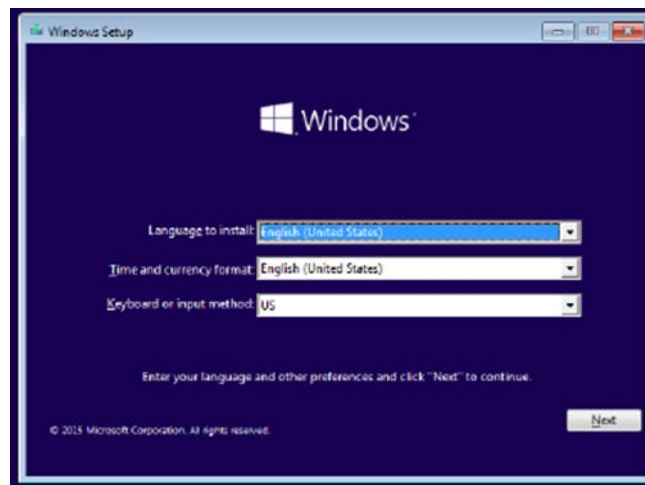 Windows Setup
Windows
Language to install: English (United States)
Time and currency format: English (United States)
Keyboard or input method: US
Enter your language and other preferences and click "Next" to continue.
© 2015 Microsoft Corporation. All rights reserved.
Next